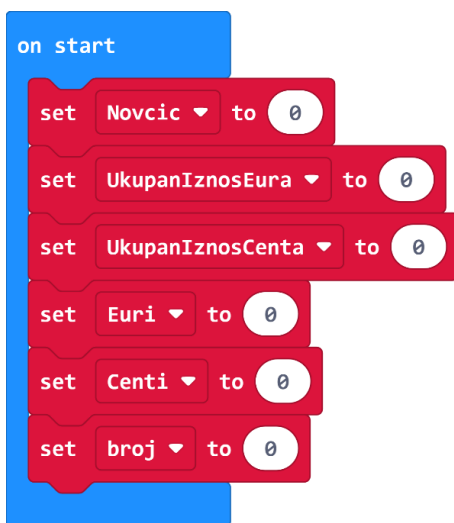 on start
set Novcic to 0
set UkupanIznosEura to 0
set UkupanIznosCenta to 0
set Euri to 0
set Centi to 0
set broj to 0